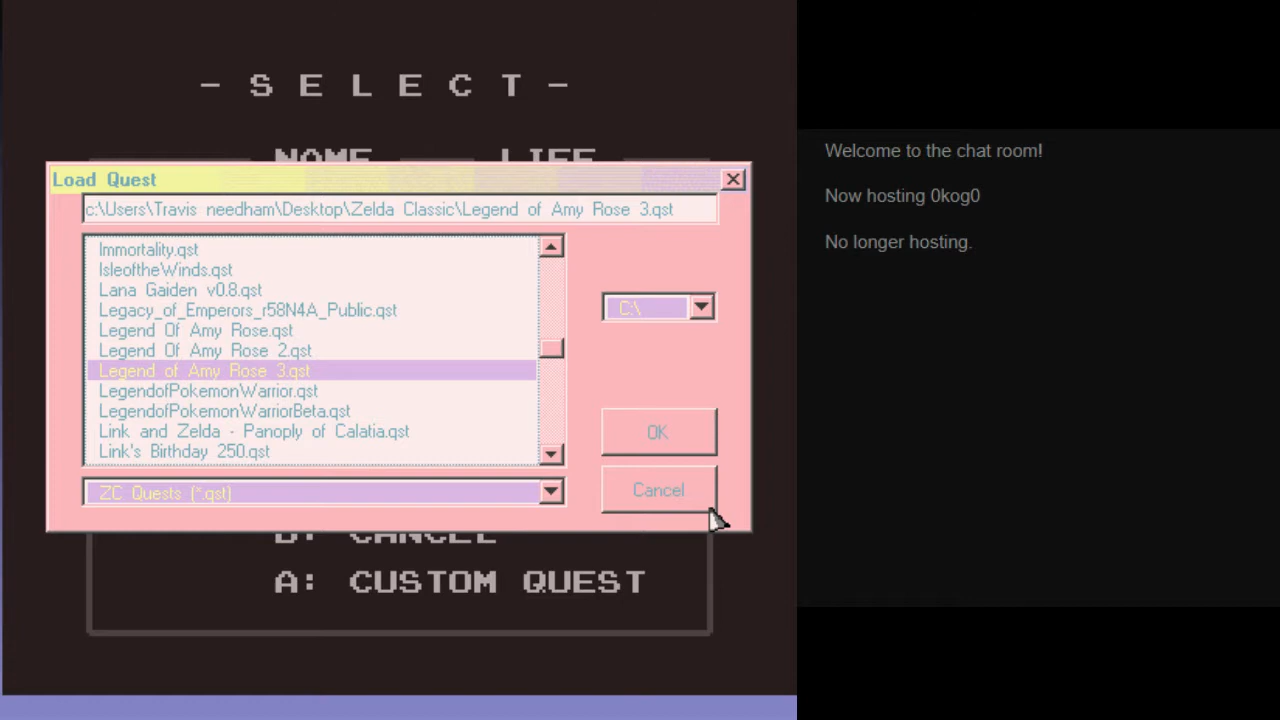 - S E L E C T -
NAME LIFE
Load Quest
c:\Users\Travis needham\Desktop\Zelda Classic\Legend of Amy Rose 3.qst
Immortality.qst
IsleoftheWinds.qst
Lana Gaiden v0.8.qst
Legacy_of_Emperors_r58N4A_Public.qst
Legend Of Amy Rose.qst
Legend Of Amy Rose 2.qst
Legend of Amy Rose 3.qst
LegendofPokemonWarrior.qst
LegendofPokemonWarriorBeta.qst
Link and Zelda - Panoply of Calatia.qst
Link's Birthday 250.qst
ZC Quests (*.qst)
C:\
OK
Cancel
B: CANCEL
A: CUSTOM QUEST
Welcome to the chat room!
Now hosting 0kog0
No longer hosting.